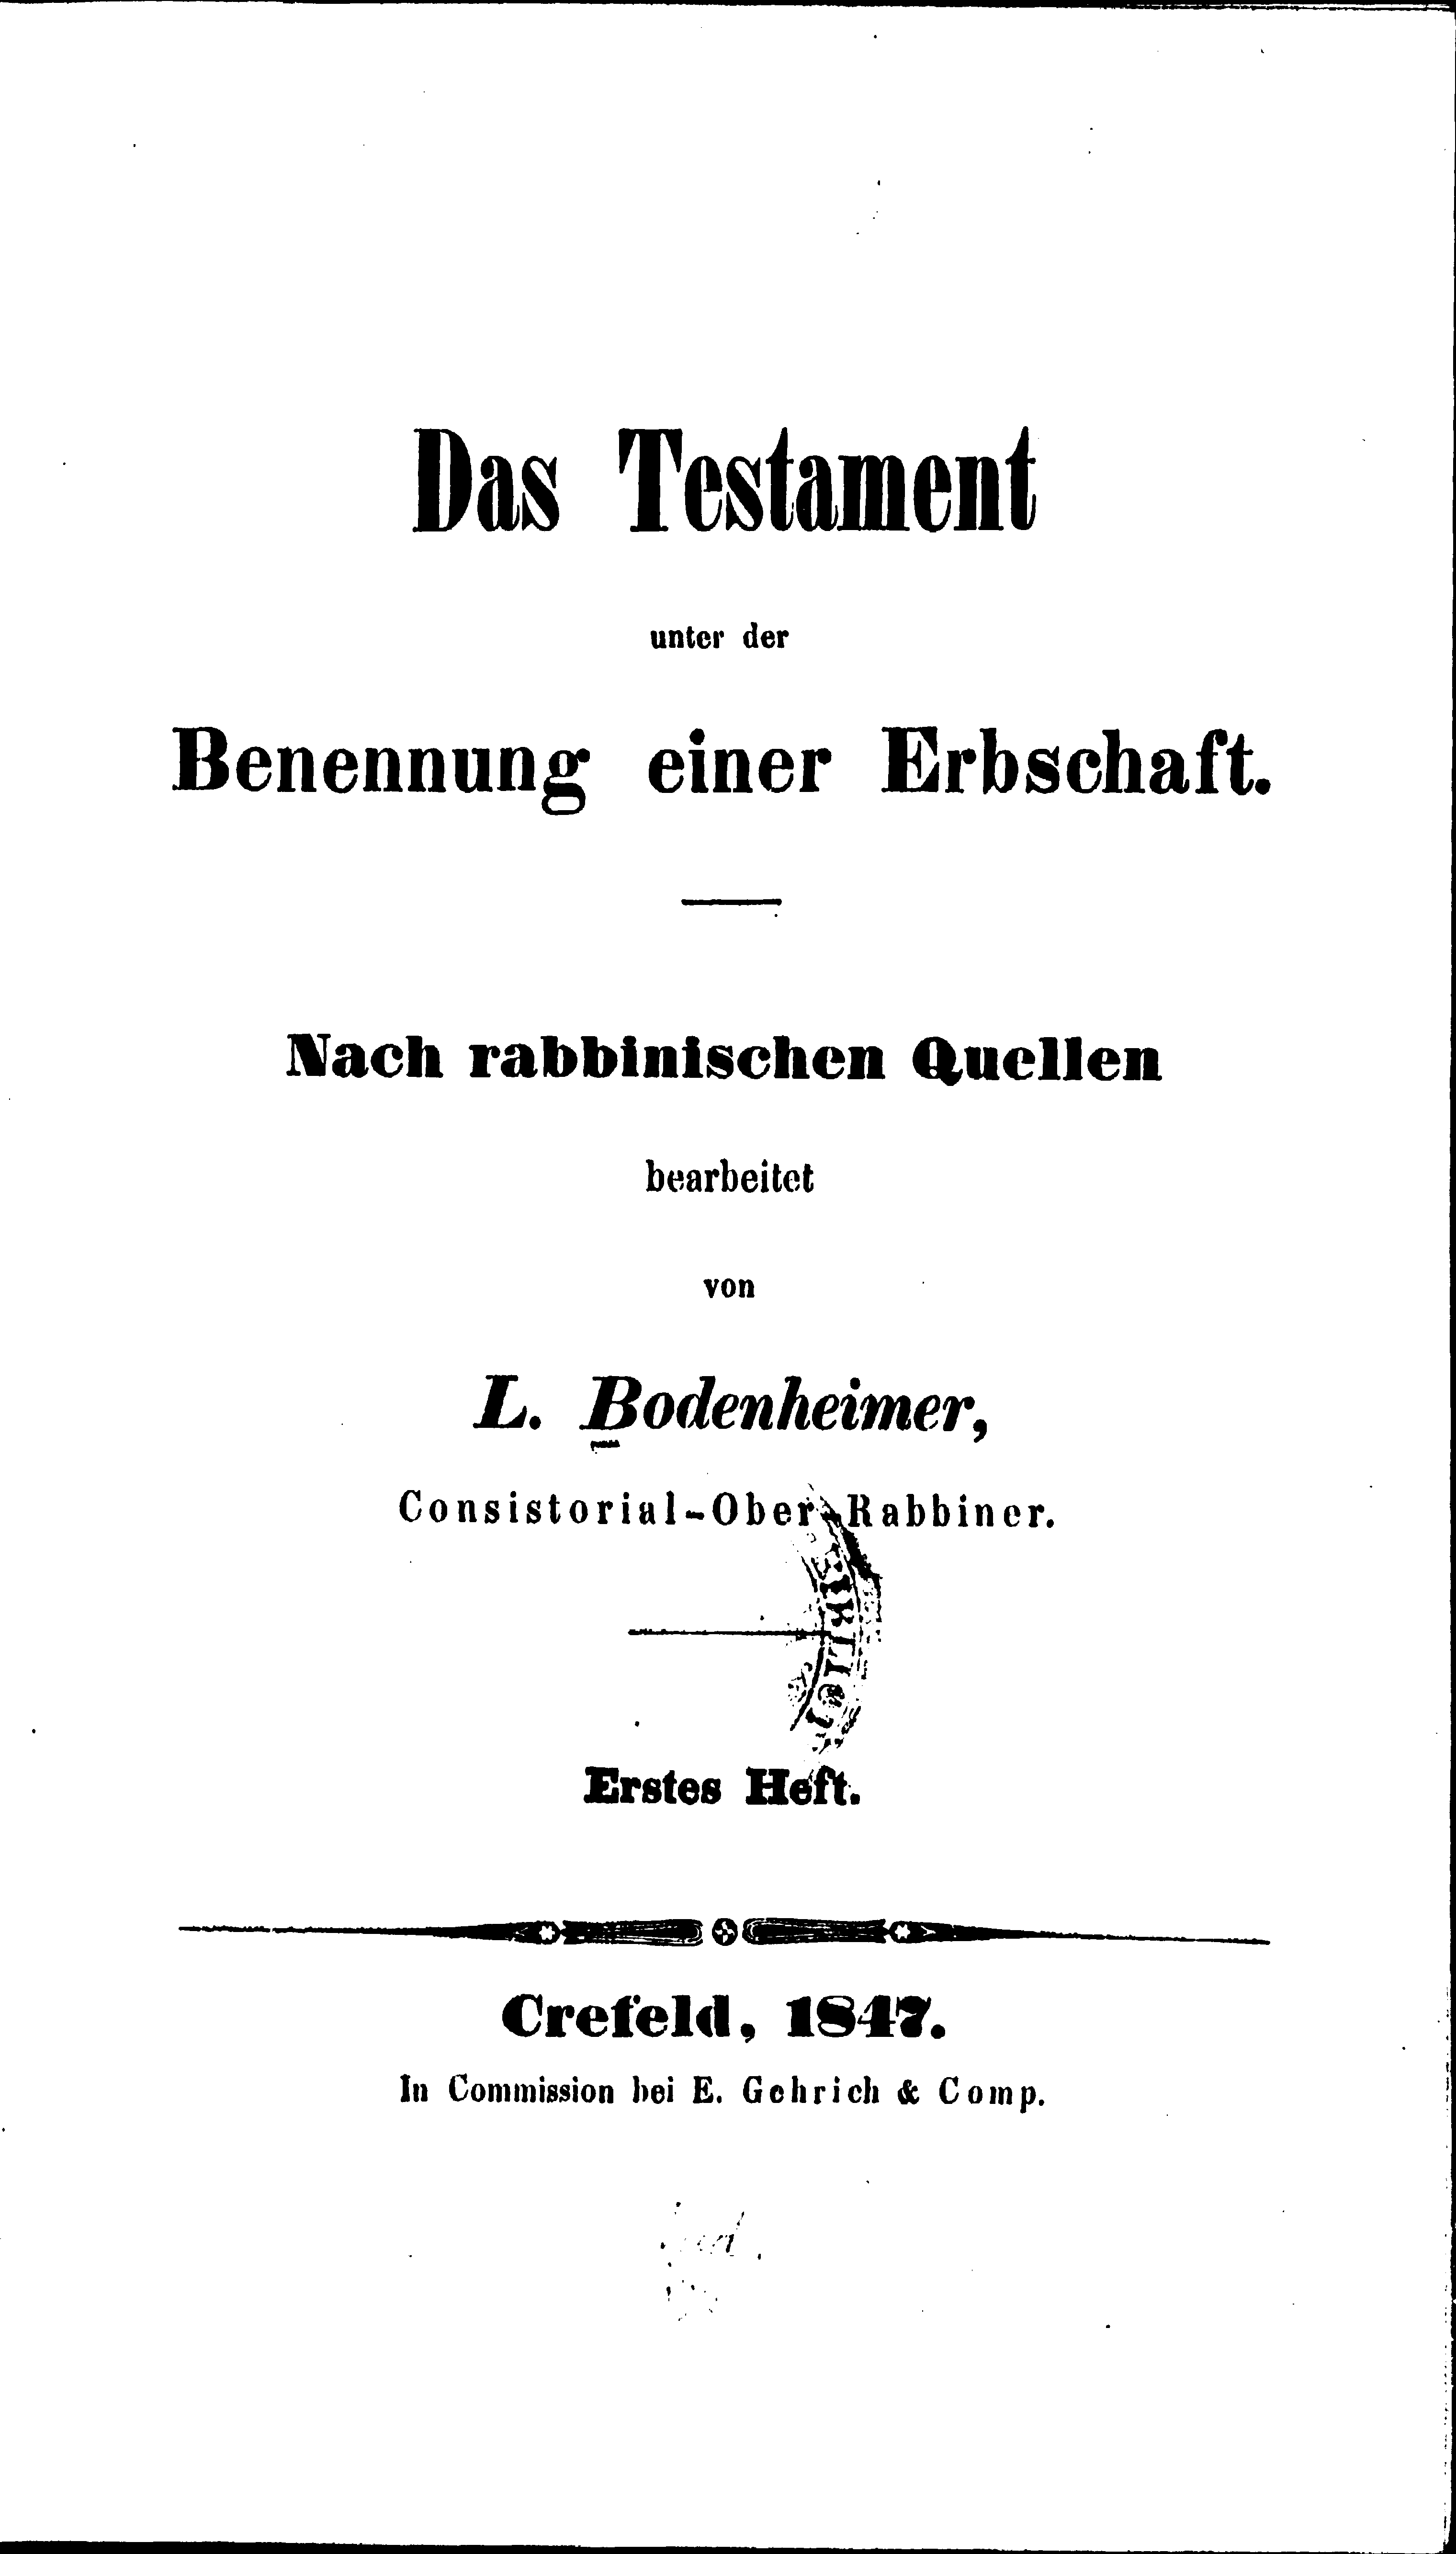 Das Testament
unter der
Benennung einer Erbschaft.
Nach rabbinischen Quellen
bearbeitet
von
L. Bodenheimer,
Consistorial-Ober-Rabbiner.
Erstes Heft.
Crefeld, 1847.
In Commission bei E. Gehrich & Comp.